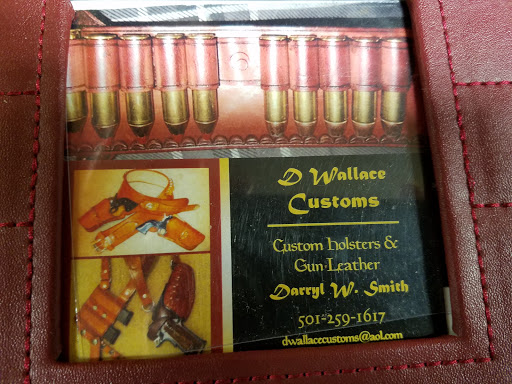 D Wallace
Customs
Custom Holsters &
Gun Leather
Darryl W. Smith
501-259-1617
dwallacecustoms@aol.com